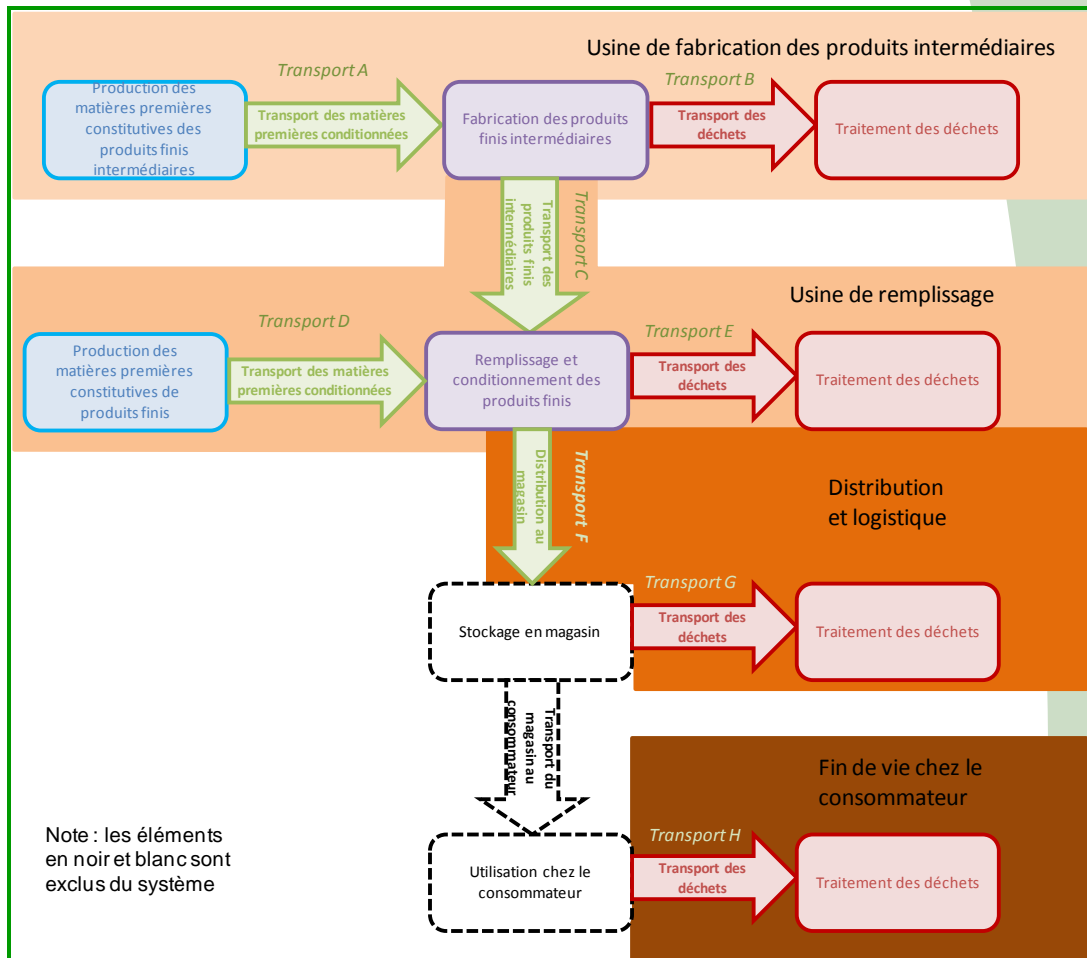 Usine de fabrication des produits intermédiaires
Transport A
Transport B
Production des
matières premières
constitutives des
produits finis
intermédiaires
Transport des matières
premières conditionnées
Fabrication des produits
finis intermédiaires
Transport des
déchets
Traitement des déchets
Transport des
produits finis
intermédiaires
Transport C
Usine de remplissage
Transport D
Transport E
Production des
matières premières
constitutives de
produits finis
Transport des matières
premières conditionnées
Remplissage et
conditionnement des
produits finis
Transport des
déchets
Traitement des déchets
Distribution au
magasin
Transport F
Distribution
et logistique
Transport G
Stockage en magasin
Transport des
déchets
Traitement des déchets
Transport du
magasin au
consommateur
Fin de vie chez le
consommateur
Note : les éléments
en noir et blanc sont
exclus du système
Transport H
Utilisation chez le
consommateur
Transport des
déchets
Traitement des déchets